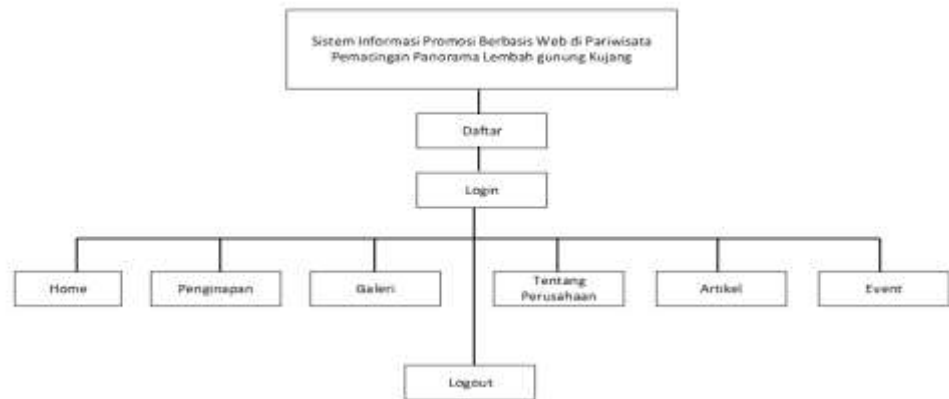 Sistem Informasi Promosi Berbasis Web di Pariwisata
Pemacingan Panorama Lembah gunung Kujang
Daftar
Login
Home
Penginapan
Galeri
Tentang
Perusahaan
Artikel
Event
Logout